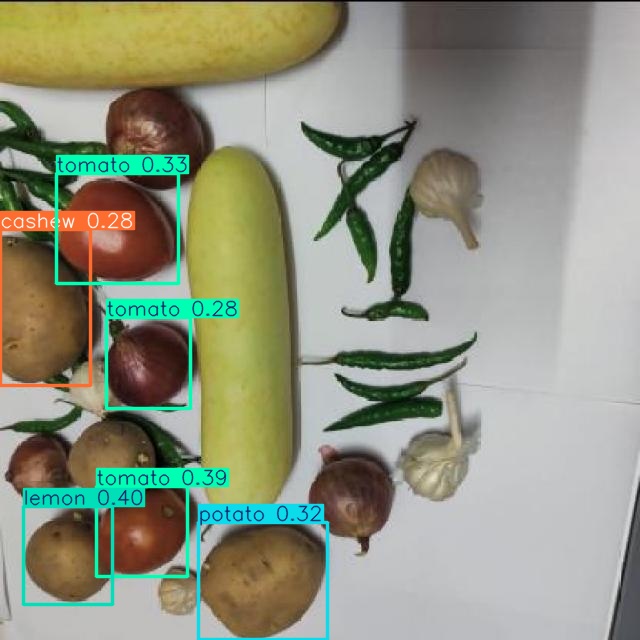 tomato 0.33
cashew 0.28
tomato 0.28
tomato 0.39
lemon 0.40
potato 0.32